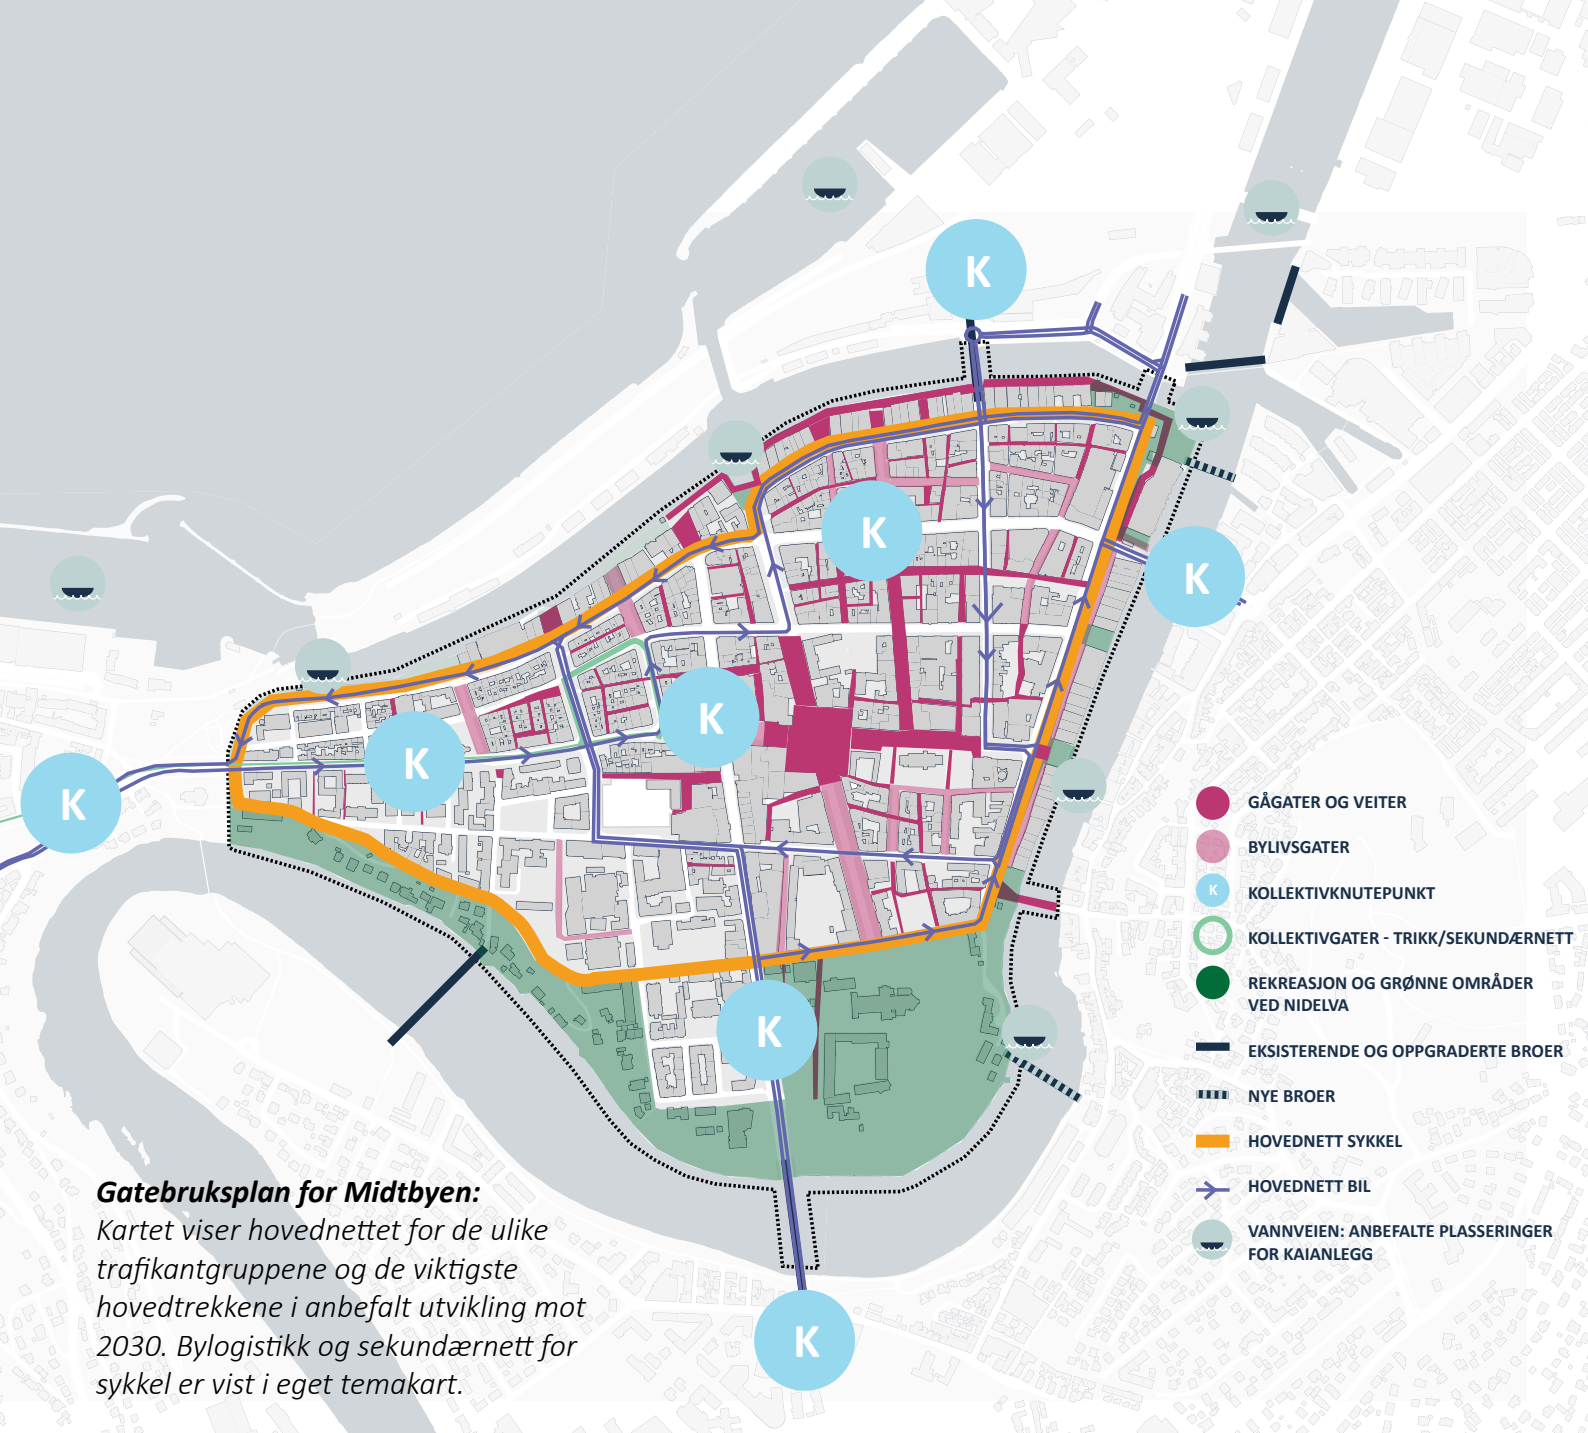 K
K
K
K
K
K
K
K
GÅGATER OG VEITER
BYLIVSGATER
K
KOLLEKTIVKNUTEPUNKT
KOLLEKTIVGATER - TRIKK/SEKUNDÆRNETT
REKREASJON OG GRØNNE OMRÅDER
VED NIDELVA
EKSISTERENDE OG OPPGRADERTE BROER
NYE BROER
HOVEDNETT SYKKEL
HOVEDNETT BIL
VANNVEIEN: ANBEFALTE PLASSERINGER
FOR KAIANLEGG
Gatebruksplan for Midtbyen:
Kartet viser hovednettet for de ulike
trafikantgruppene og de viktigste
hovedtrekkene i anbefalt utvikling mot
2030. Bylogistikk og sekundærnett for
sykkel er vist i eget temakart.